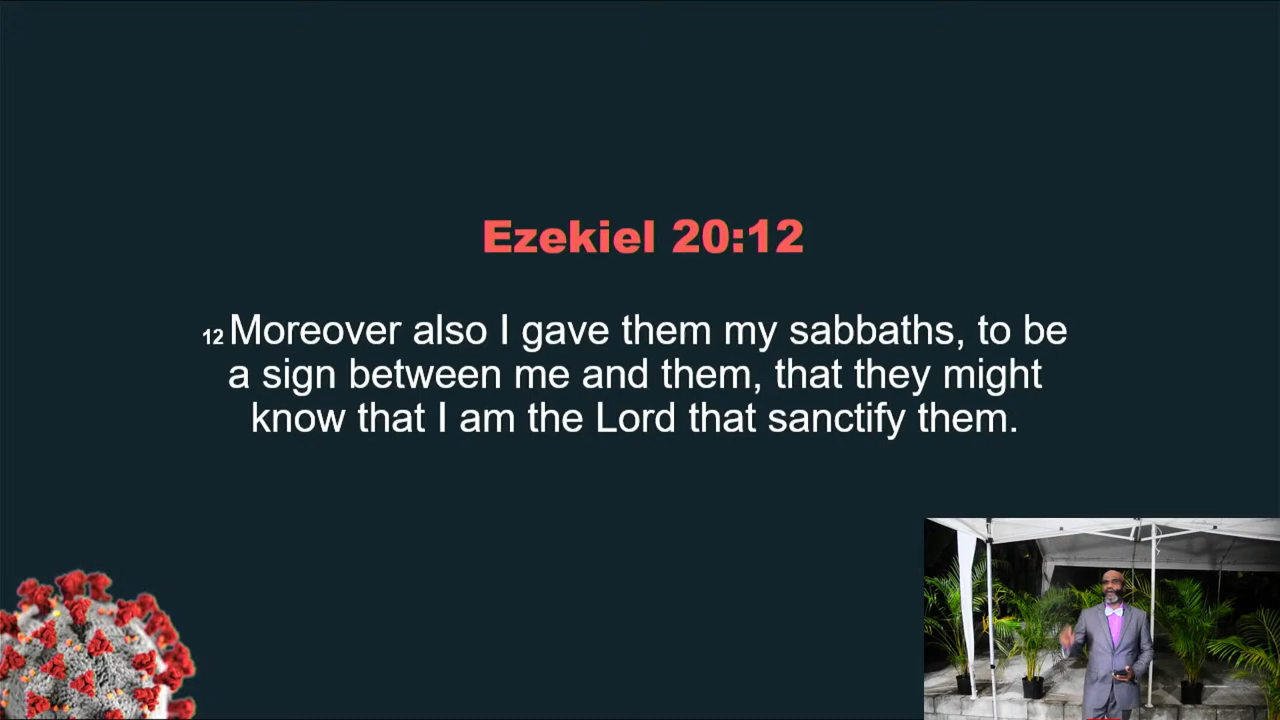 Ezekiel 20:12
12 Moreover also I gave them my sabbaths, to be
a sign between me and them, that they might
know that I am the Lord that sanctify them.